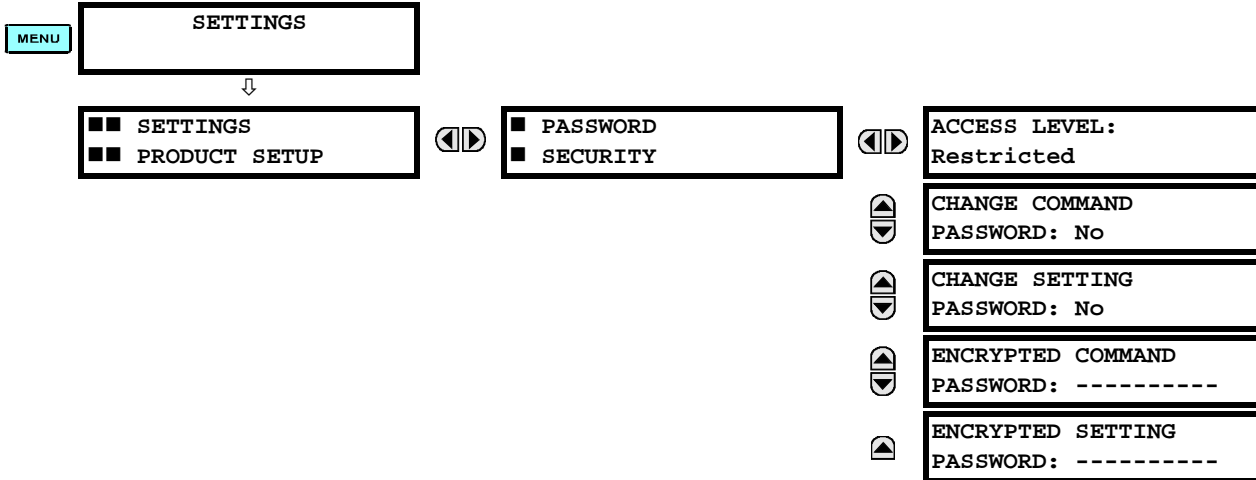 MENU
SETTINGS
■■ SETTINGS
■■ PRODUCT SETUP
■ PASSWORD
■ SECURITY
ACCESS LEVEL:
Restricted
CHANGE COMMAND
PASSWORD: No
CHANGE SETTING
PASSWORD: No
ENCRYPTED COMMAND
PASSWORD: ----------
ENCRYPTED SETTING
PASSWORD: ----------